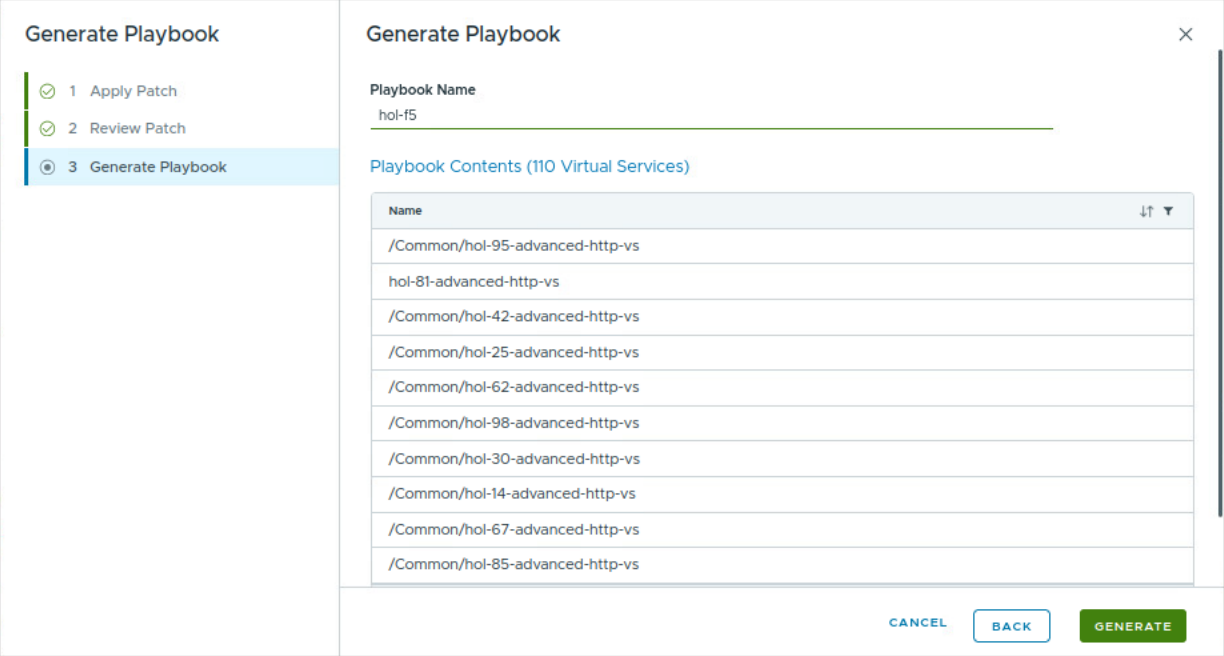 Generate Playbook
1 Apply Patch
2 Review Patch
3 Generate Playbook
Generate Playbook
Playbook Name
hol-f5
Playbook Contents (110 Virtual Services)
Name
/Common/hol-95-advanced-http-vs
hol-81-advanced-http-vs
/Common/hol-42-advanced-http-vs
/Common/hol-25-advanced-http-vs
/Common/hol-62-advanced-http-vs
/Common/hol-98-advanced-http-vs
/Common/hol-30-advanced-http-vs
/Common/hol-14-advanced-http-vs
/Common/hol-67-advanced-http-vs
/Common/hol-85-advanced-http-vs
CANCEL BACK GENERATE